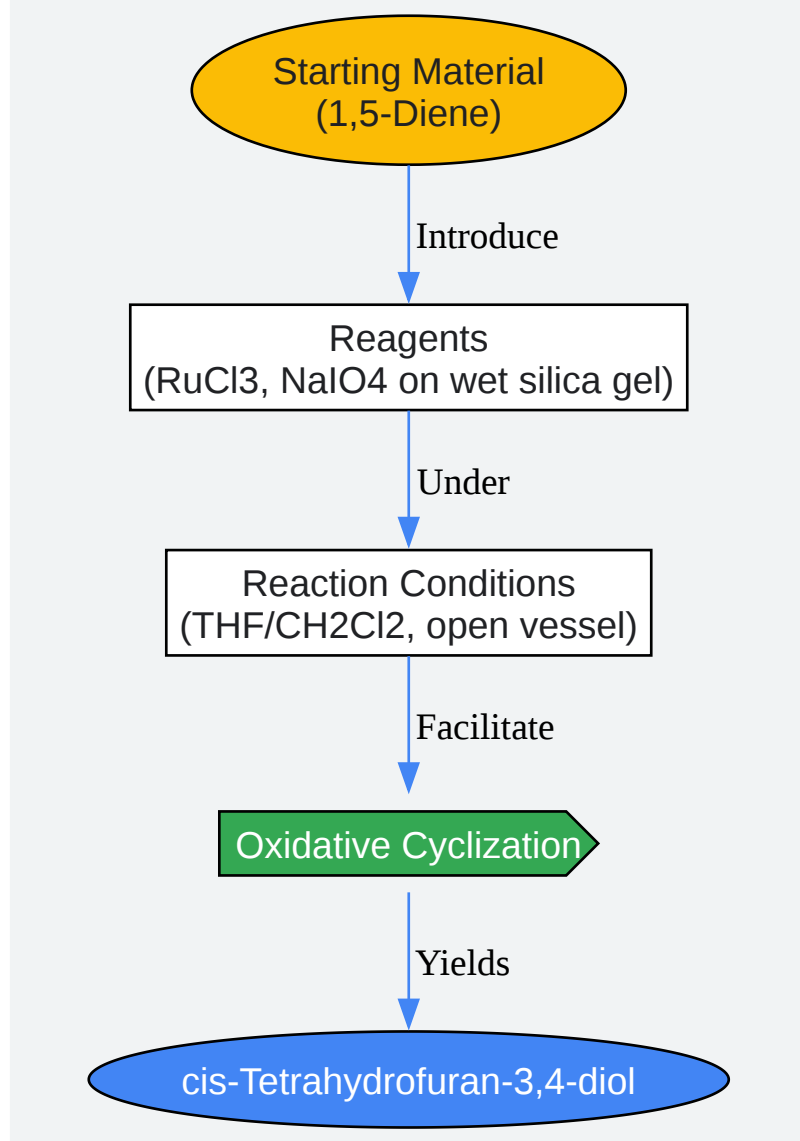 Starting Material
(1,5-Diene)
Introduce
Reagents
(RuCl3, NaIO4 on wet silica gel)
Under
Reaction Conditions
(THF/CH2Cl2, open vessel)
Facilitate
Oxidative Cyclization
Yields
cis-Tetrahydrofuran-3,4-diol